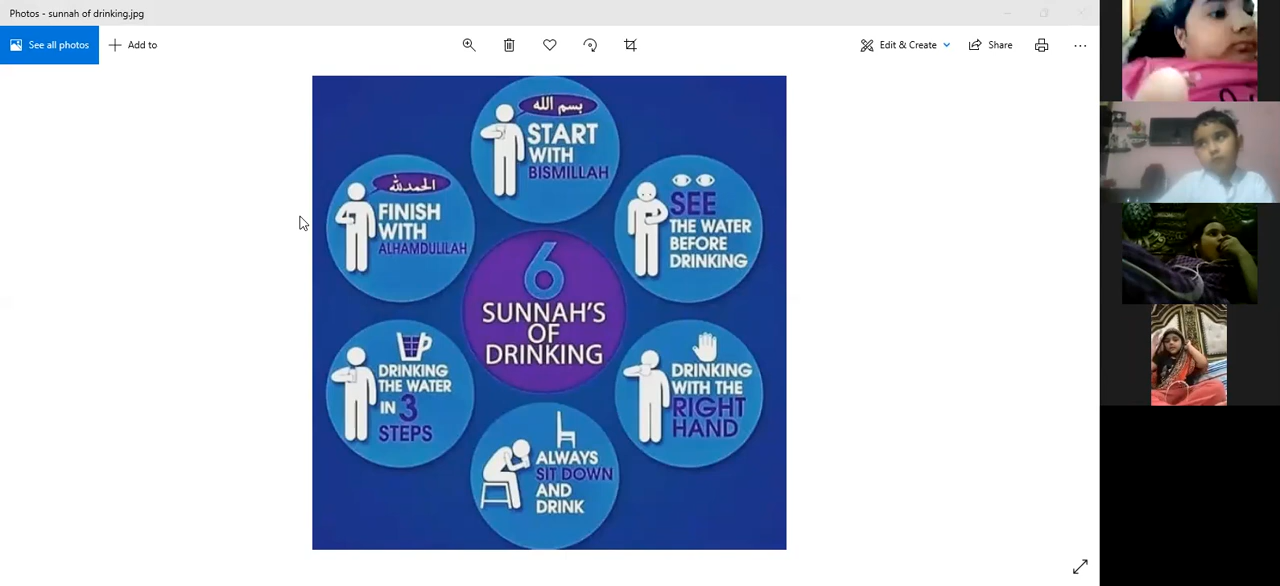 Photos - sunnah of drinking.jpg
See all photos
Add to
Edit & Create
Share
بسم الله
START
WITH
BISMILLAH
SEE
THE WATER
BEFORE
DRINKING
DRINKING
WITH THE
RIGHT
HAND
ALWAYS
SIT DOWN
AND
DRINK
DRINKING
THE WATER
IN 3
STEPS
الحمدلله
FINISH
WITH
ALHAMDULILAH
6
SUNNAH'S
OF
DRINKING